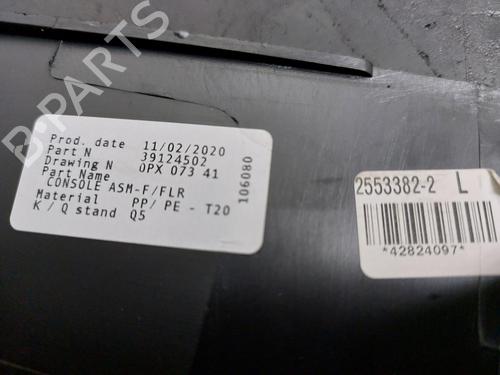 B PARTS
Prod. date 11/02/2020
Part N 39124502
Drawing N 0PX 073 41
Part Name
CONSOLE ASM-F/FLR
Material PP/ PE - T20
K / Q stand Q5
106080
2553382-2 L
*42824097*